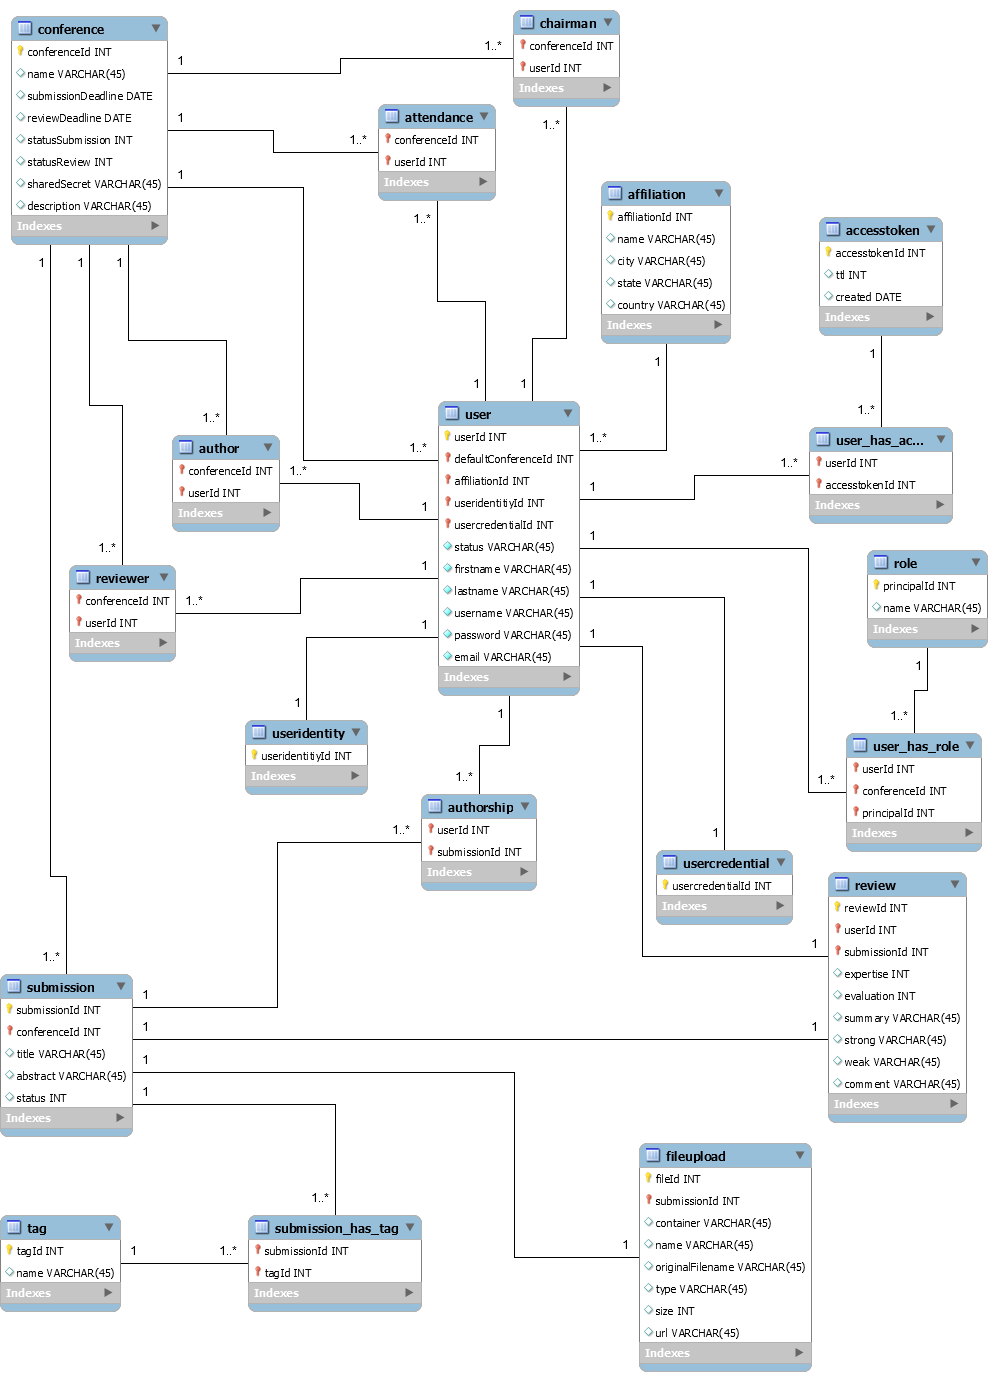 conference
conferenceId INT
name VARCHAR(45)
submissionDeadline DATE
reviewDeadline DATE
statusSubmission INT
statusReview INT
sharedSecret VARCHAR(45)
description VARCHAR(45)
Indexes
1
1..*
chairman
conferenceId INT
userId INT
Indexes
1..*
1
1..*
attendance
conferenceId INT
userId INT
Indexes
1..*
1
affiliation
affiliationId INT
name VARCHAR(45)
city VARCHAR(45)
state VARCHAR(45)
country VARCHAR(45)
Indexes
1
accesstoken
accesstokenId INT
ttl INT
created DATE
Indexes
1
1..*
1
1
1
1
1
1..*
1..*
1..*
user
userId INT
defaultConferenceId INT
affiliationId INT
useridentitiyId INT
usercredentialId INT
status VARCHAR(45)
firstname VARCHAR(45)
lastname VARCHAR(45)
username VARCHAR(45)
password VARCHAR(45)
email VARCHAR(45)
Indexes
user_has_ac...
userId INT
accesstokenId INT
Indexes
1..*
1
author
conferenceId INT
userId INT
Indexes
1..*
1
1..*
reviewer
conferenceId INT
userId INT
Indexes
1..*
1
1
1
1
1
role
principalId INT
name VARCHAR(45)
Indexes
1
1..*
user_has_role
userId INT
conferenceId INT
principalId INT
Indexes
1..*
1
useridentity
useridentitiyId INT
Indexes
1
1..*
authorship
userId INT
submissionId INT
Indexes
1..*
1
usercredential
usercredentialId INT
Indexes
review
reviewId INT
userId INT
submissionId INT
expertise INT
evaluation INT
summary VARCHAR(45)
strong VARCHAR(45)
weak VARCHAR(45)
comment VARCHAR(45)
Indexes
1
1
1..*
submission
submissionId INT
conferenceId INT
title VARCHAR(45)
abstract VARCHAR(45)
status INT
Indexes
1
1
1
1
1..*
fileupload
fileId INT
submissionId INT
container VARCHAR(45)
name VARCHAR(45)
originalFilename VARCHAR(45)
type VARCHAR(45)
size INT
url VARCHAR(45)
Indexes
1
tag
tagId INT
name VARCHAR(45)
Indexes
1
1..*
submission_has_tag
submissionId INT
tagId INT
Indexes